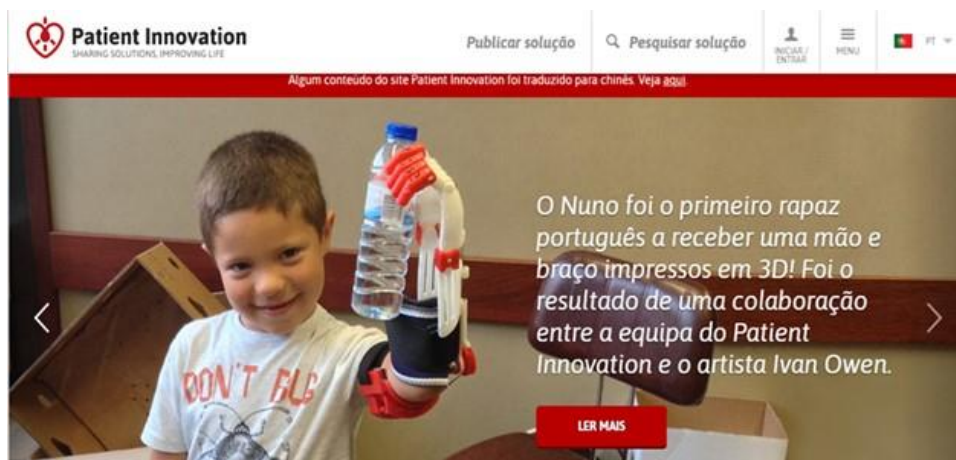 Patient Innovation
SHARING SOLUTIONS, IMPROVING LIFE
Publicar solução
Pesquisar solução
INICIAR /
ENTRAR
MENU
PT
Algum conteúdo do site Patient Innovation foi traduzido para chinês. Veja aqui.
O Nuno foi o primeiro rapaz
português a receber uma mão e
braço impressos em 3D! Foi o
resultado de uma colaboração
entre a equipa do Patient
Innovation e o artista Ivan Owen.
DON'T BUG
LER MAIS